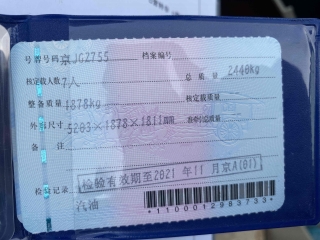 号牌号码 京JGZ755 档案编号
核定载人数 7人 总质量 2440kg
整备质量 1878kg 核定载质量
外廓尺寸 5203×1878×1811mm 准牵引总质量
备注
检验记录 检验有效期至2021年11月京A(01)
汽油
*1100012983733*